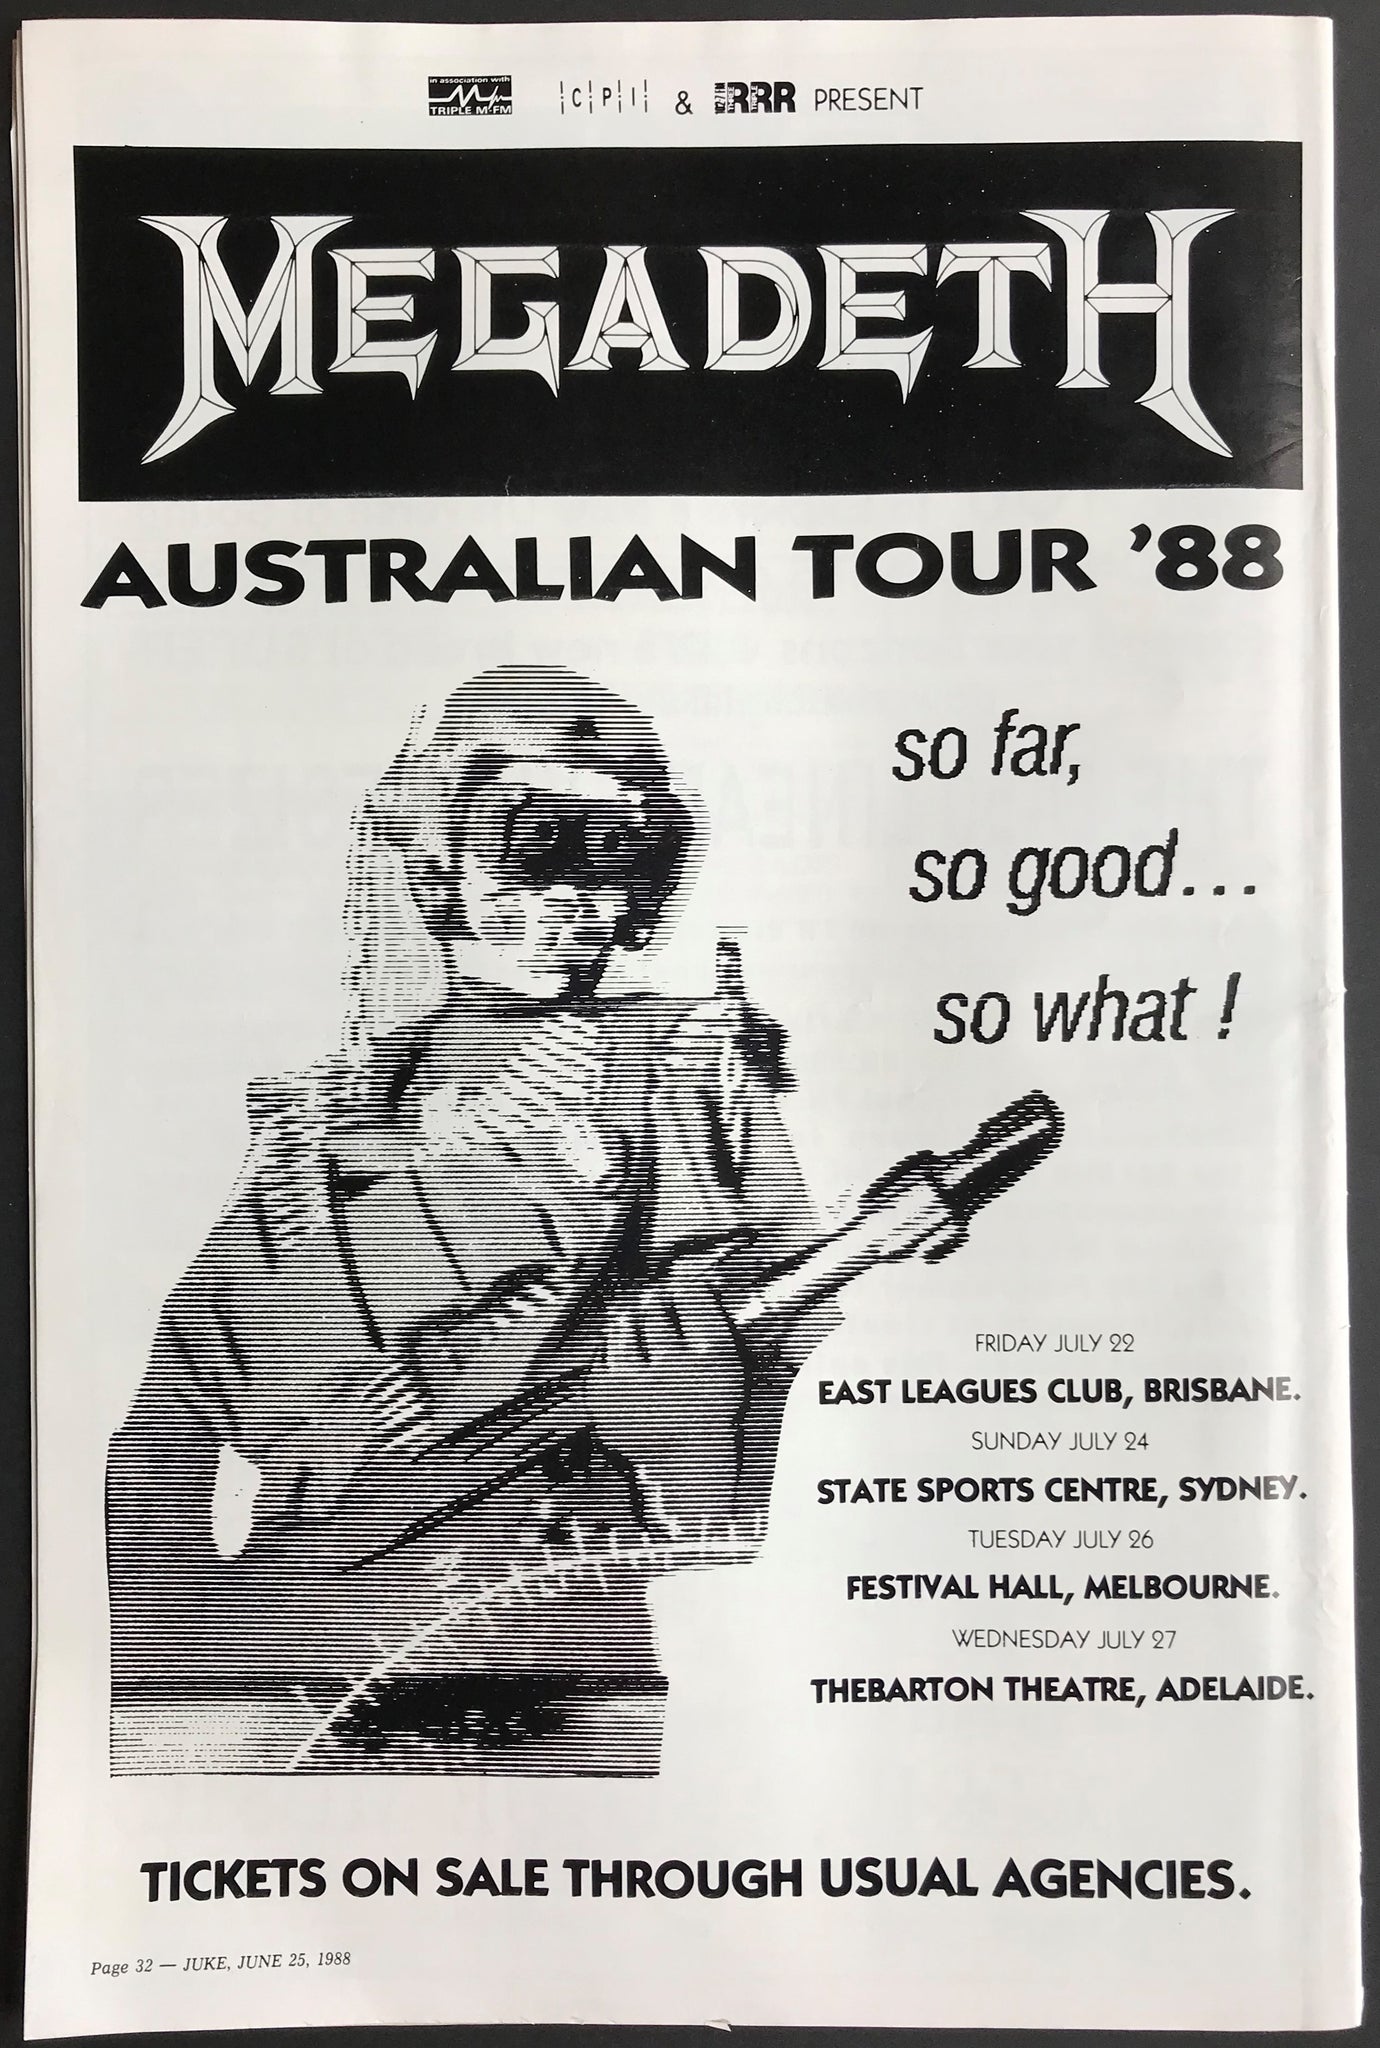 in association with
TRIPLE M·FM
CPI & RRR PRESENT
MEGADETH
AUSTRALIAN TOUR '88
so far,
so good...
so what !
FRIDAY JULY 22
EAST LEAGUES CLUB, BRISBANE.
SUNDAY JULY 24
STATE SPORTS CENTRE, SYDNEY.
TUESDAY JULY 26
FESTIVAL HALL, MELBOURNE.
WEDNESDAY JULY 27
THEBARTON THEATRE, ADELAIDE.
TICKETS ON SALE THROUGH USUAL AGENCIES.
Page 32 — JUKE, JUNE 25, 1988